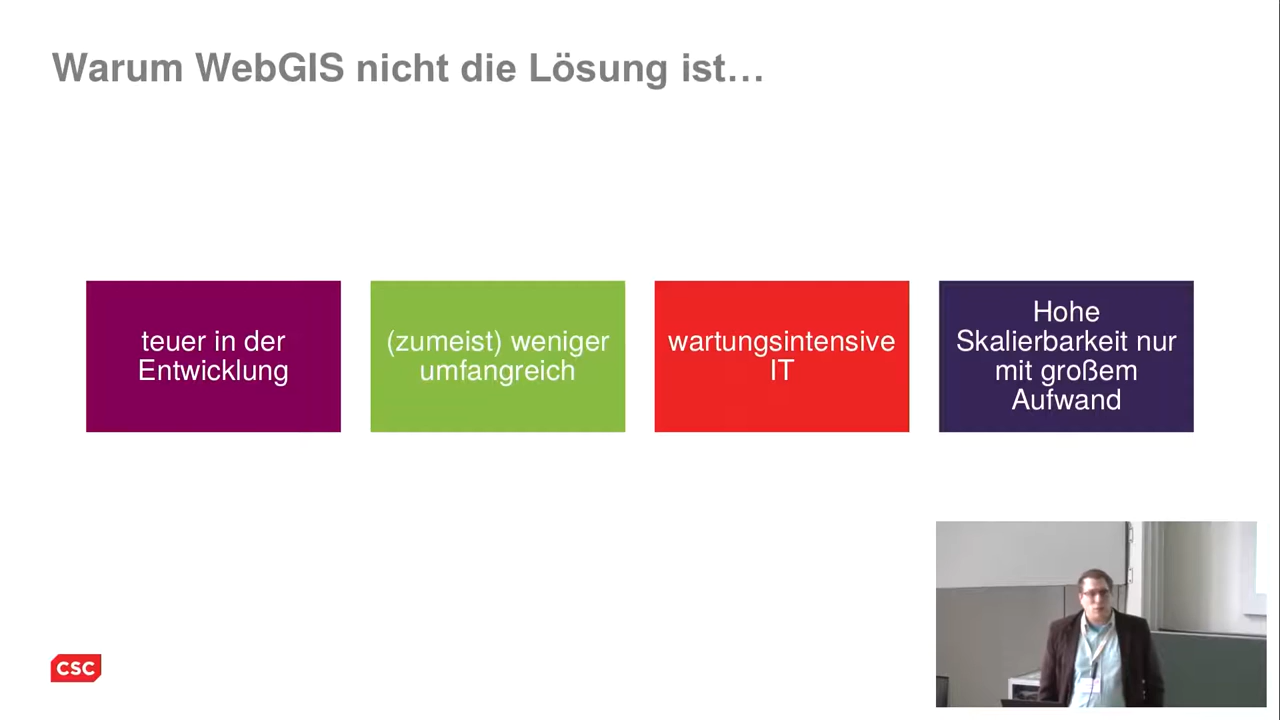 Warum WebGIS nicht die Lösung ist…
teuer in der
Entwicklung
(zumeist) weniger
umfangreich
wartungsintensive
IT
Hohe
Skalierbarkeit nur
mit großem
Aufwand
CSC